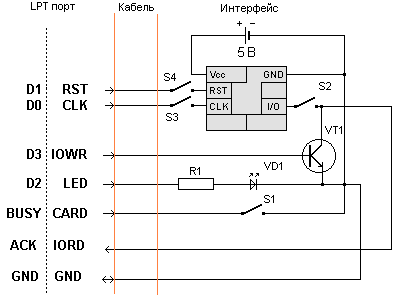 LPT порт Кабель Интерфейс
+ −
5 В
S4 Vcc GND S2
D1 RST RST
D0 CLK CLK I/O
S3
VT1
D3 IOWR
R1 VD1
D2 LED
S1
BUSY CARD
ACK IORD
GND GND